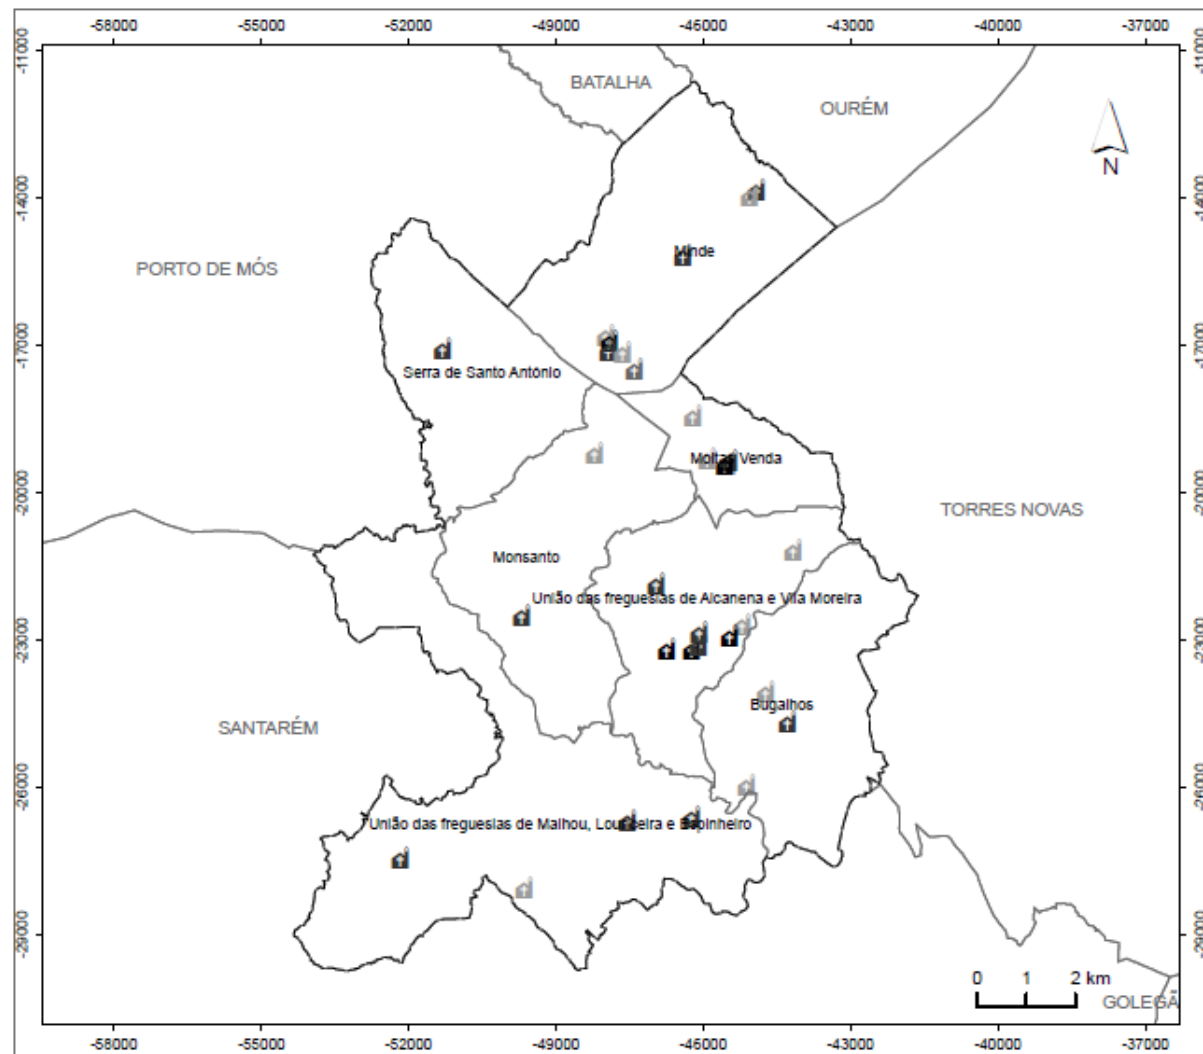 -58000 -55000 -52000 -49000 -46000 -43000 -40000 -37000
-11000 -11000
BATALHA
OURÉM
N
-14000 -14000
Minde
PORTO DE MÓS
-17000 -17000
Serra de Santo António
Moitas Venda
-20000 -20000
TORRES NOVAS
Monsanto
União das freguesias de Alcanena e Vila Moreira
-23000 -23000
Bugalhos
SANTARÉM
-26000 -26000
União das freguesias de Malhou, Louriceira e Espinheiro
-29000 -29000
0 1 2 km
GOLEGÃ
-58000 -55000 -52000 -49000 -46000 -43000 -40000 -37000